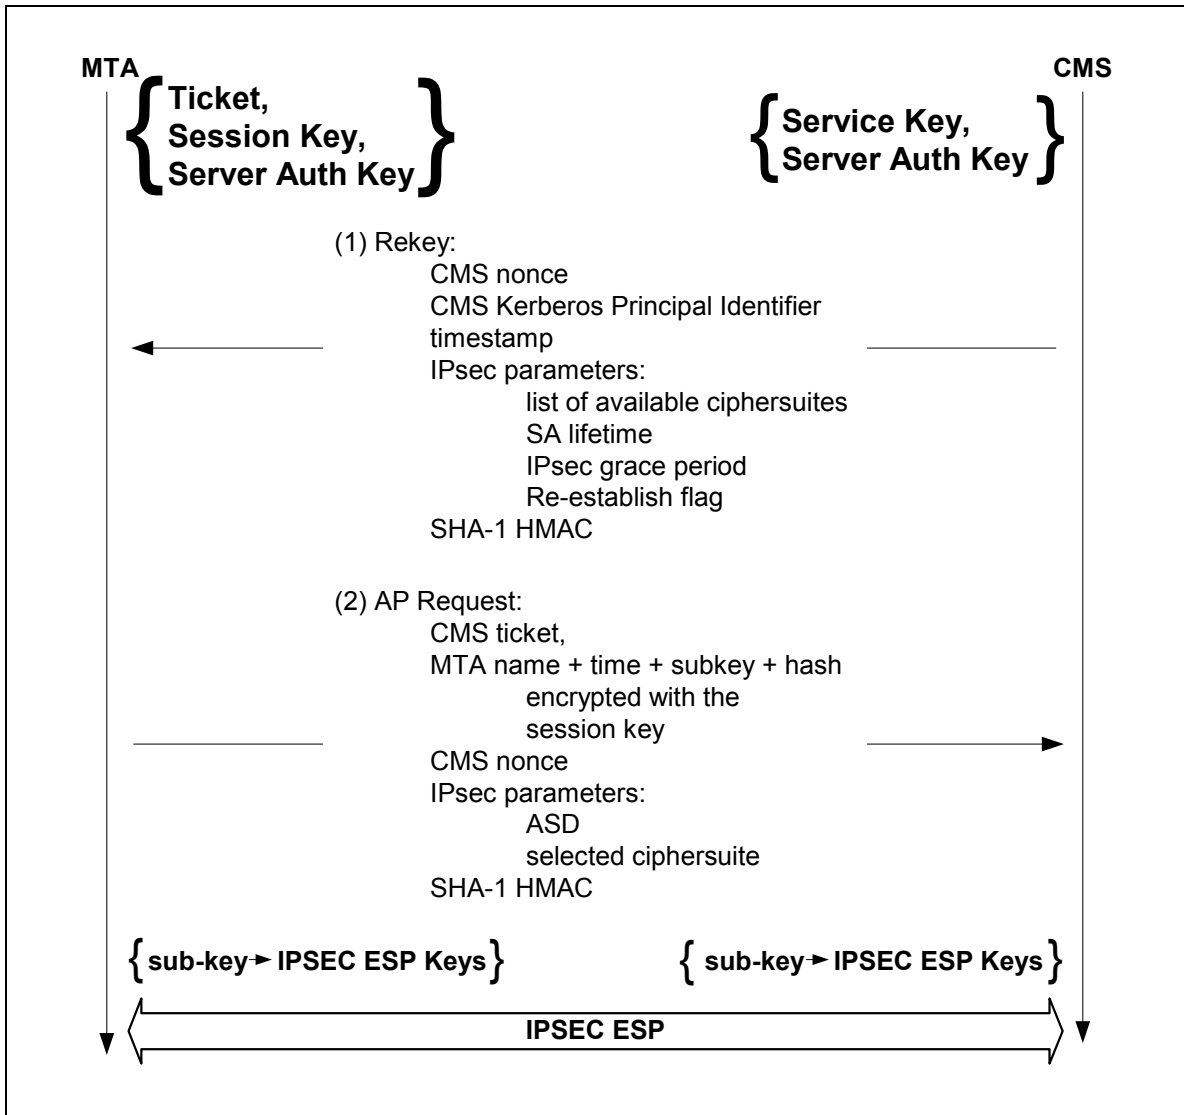 MTA
CMS
{ Ticket,
Session Key,
Server Auth Key }
{ Service Key,
Server Auth Key }
(1) Rekey:
CMS nonce
CMS Kerberos Principal Identifier
timestamp
IPsec parameters:
list of available ciphersuites
SA lifetime
IPsec grace period
Re-establish flag
SHA-1 HMAC
(2) AP Request:
CMS ticket,
MTA name + time + subkey + hash
encrypted with the
session key
CMS nonce
IPsec parameters:
ASD
selected ciphersuite
SHA-1 HMAC
{ sub-key → IPSEC ESP Keys }
{ sub-key → IPSEC ESP Keys }
IPSEC ESP